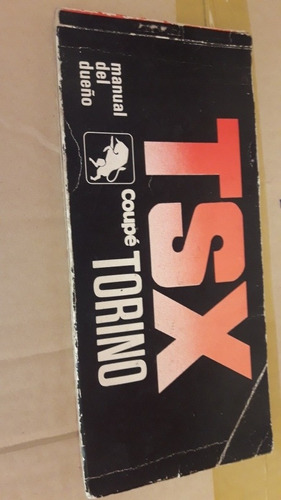 TSX
coupé TORINO
manual
del
dueño